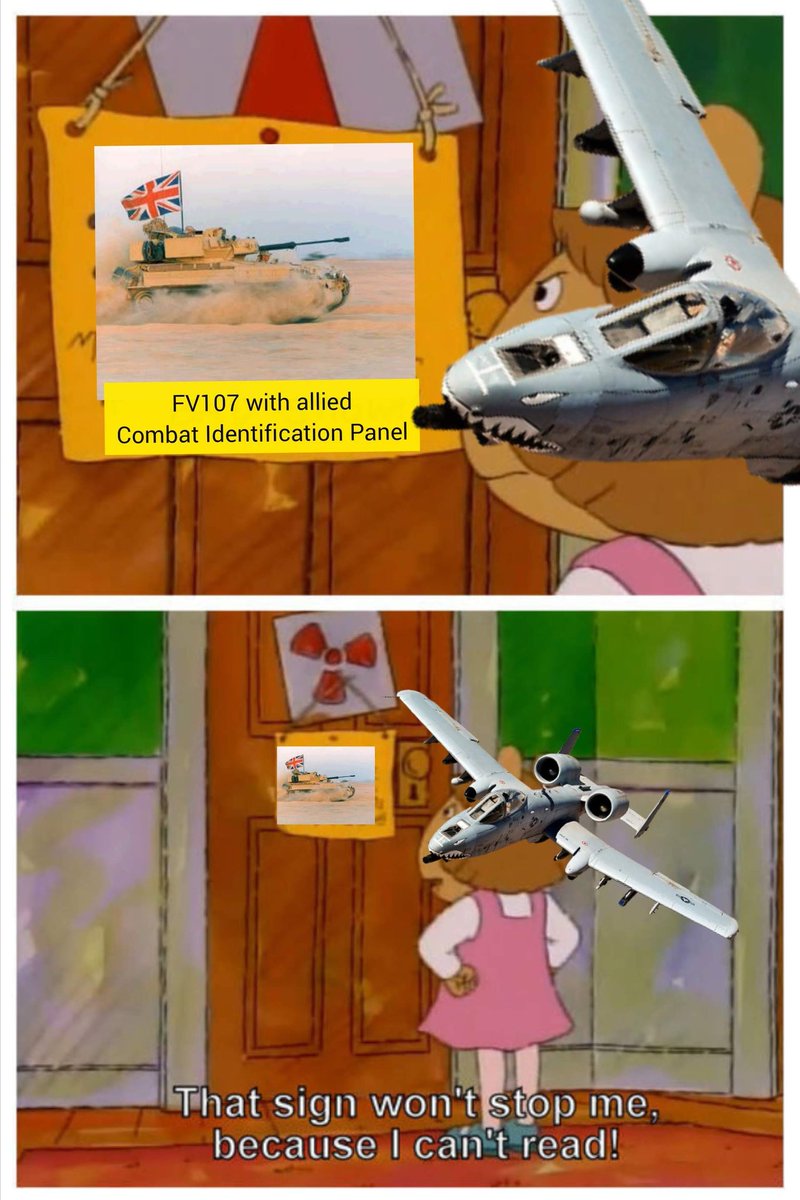 FV107 with allied
Combat Identification Panel
That sign won't stop me,
because I can't read!